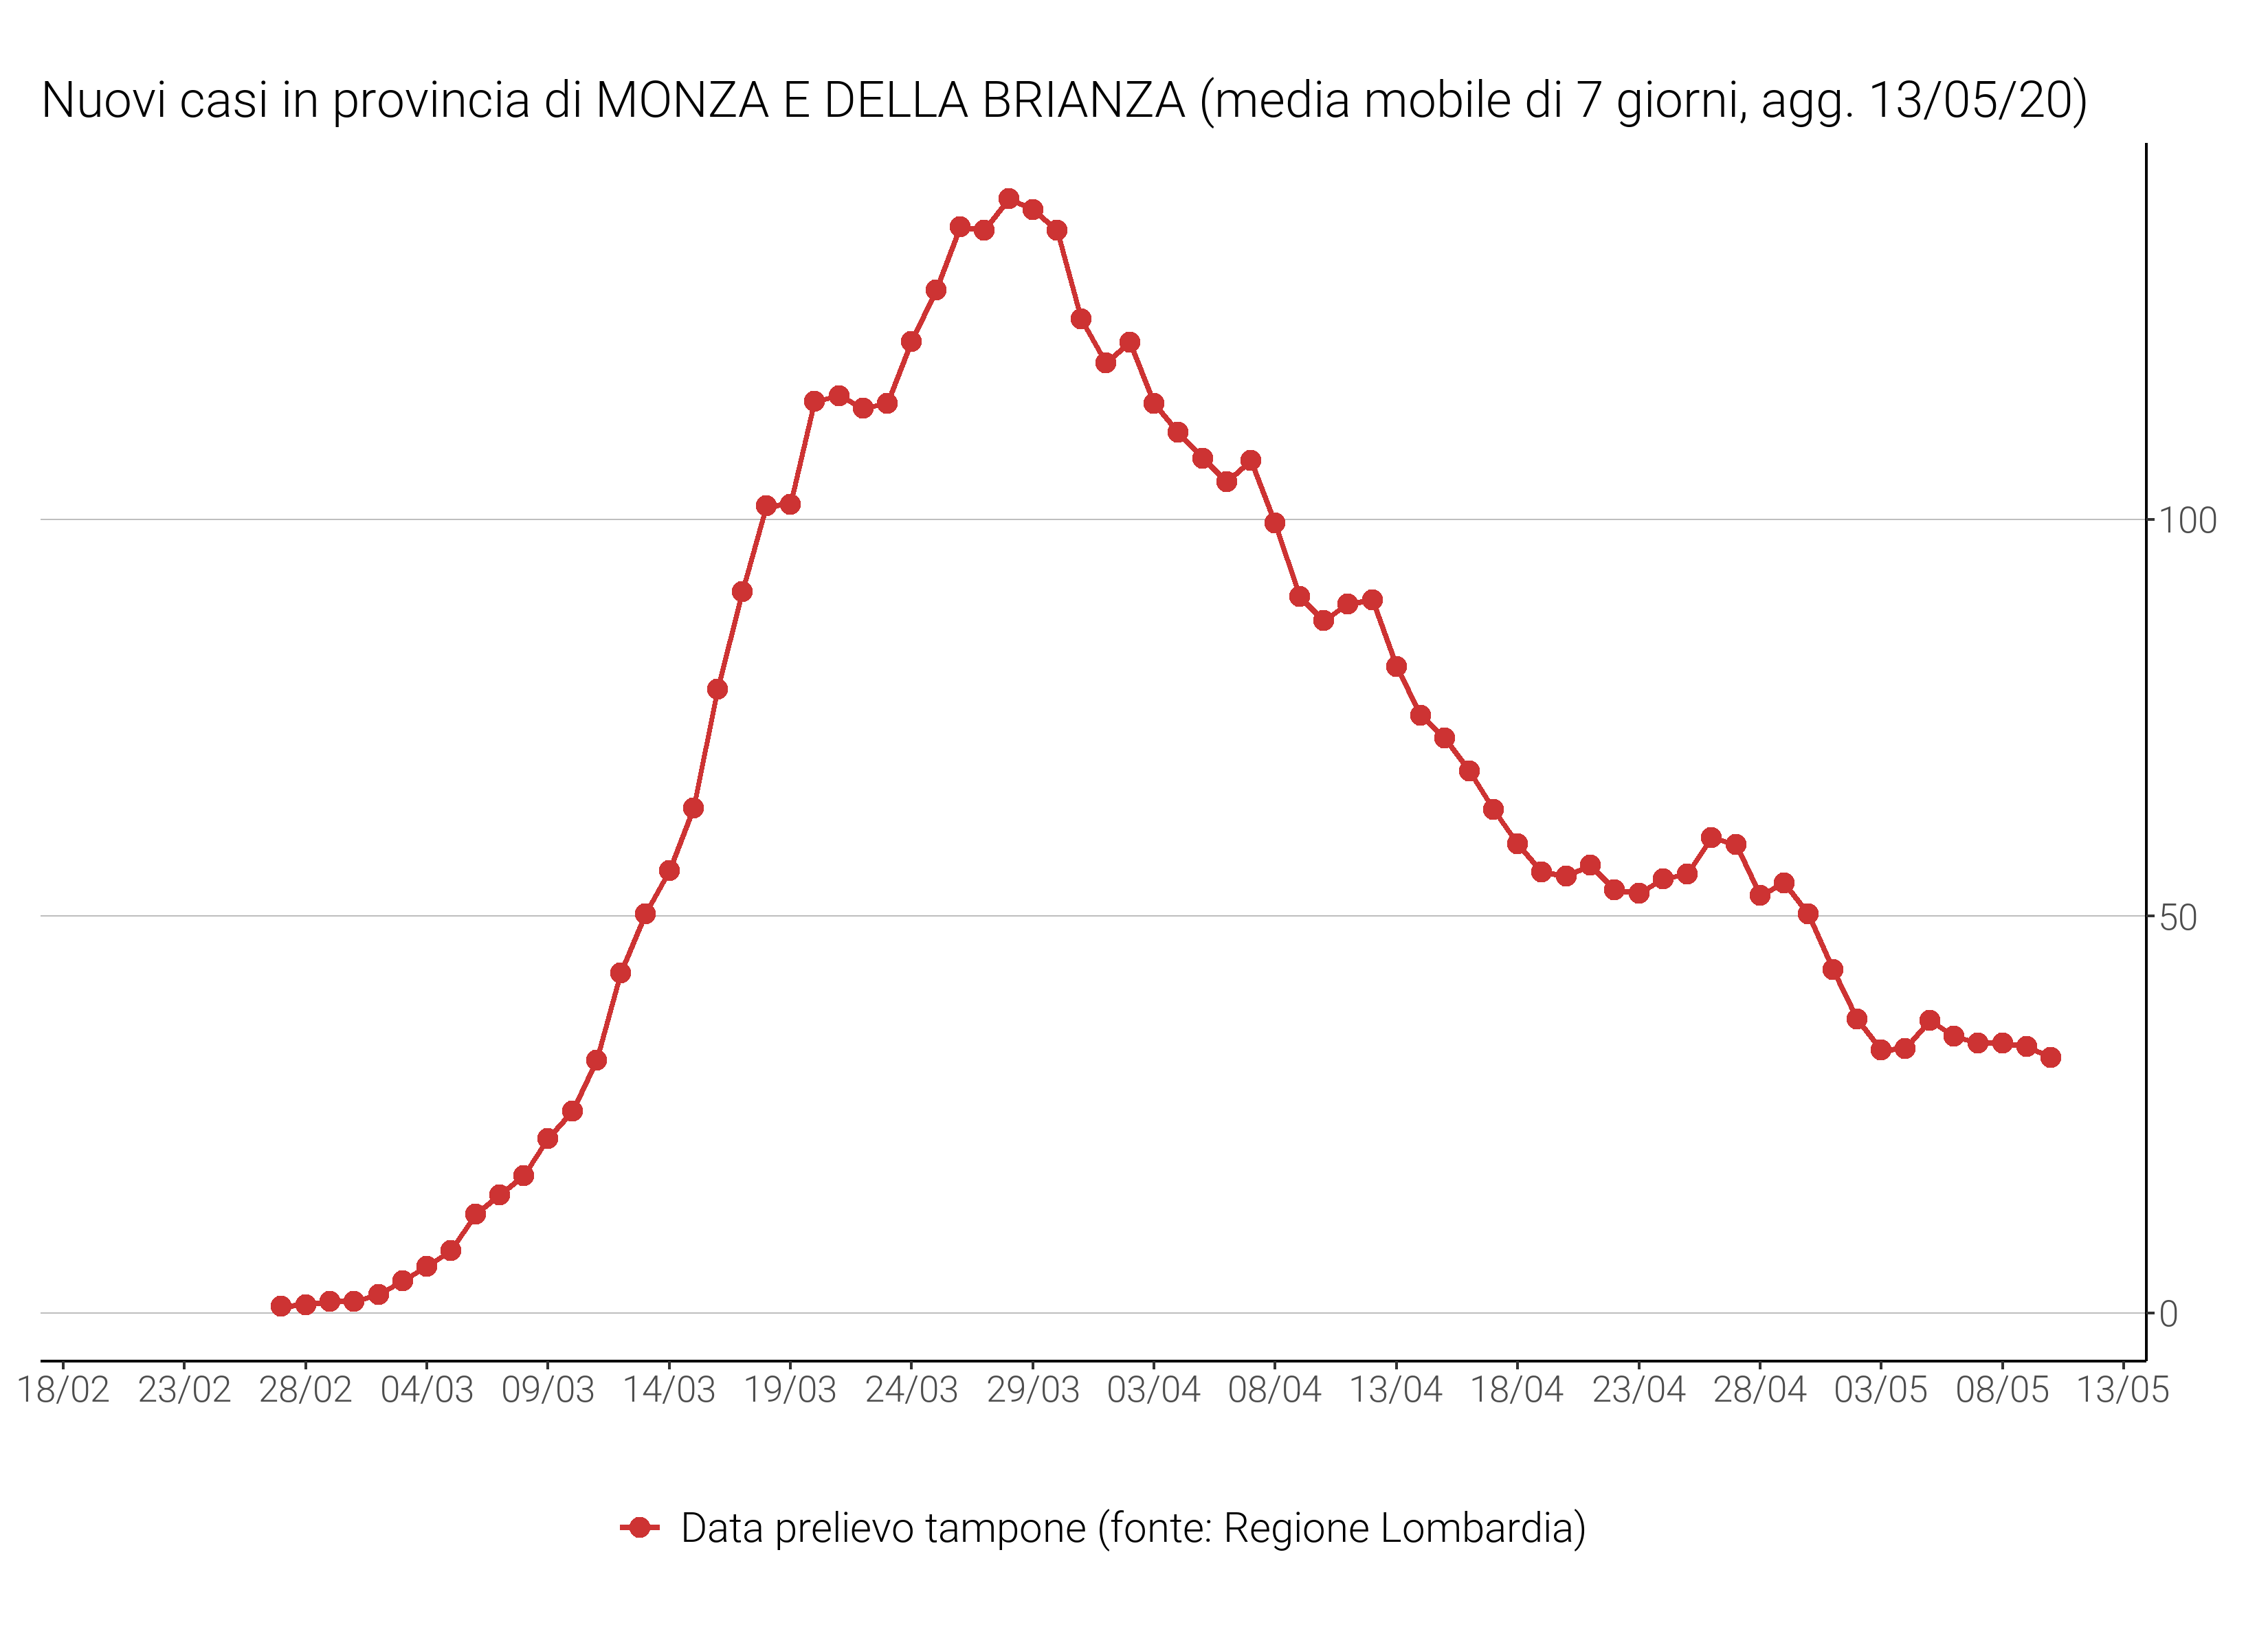 Nuovi casi in provincia di MONZA E DELLA BRIANZA (media mobile di 7 giorni, agg. 13/05/20)
100
50
0
18/02 23/02 28/02 04/03 09/03 14/03 19/03 24/03 29/03 03/04 08/04 13/04 18/04 23/04 28/04 03/05 08/05 13/05
Data prelievo tampone (fonte: Regione Lombardia)